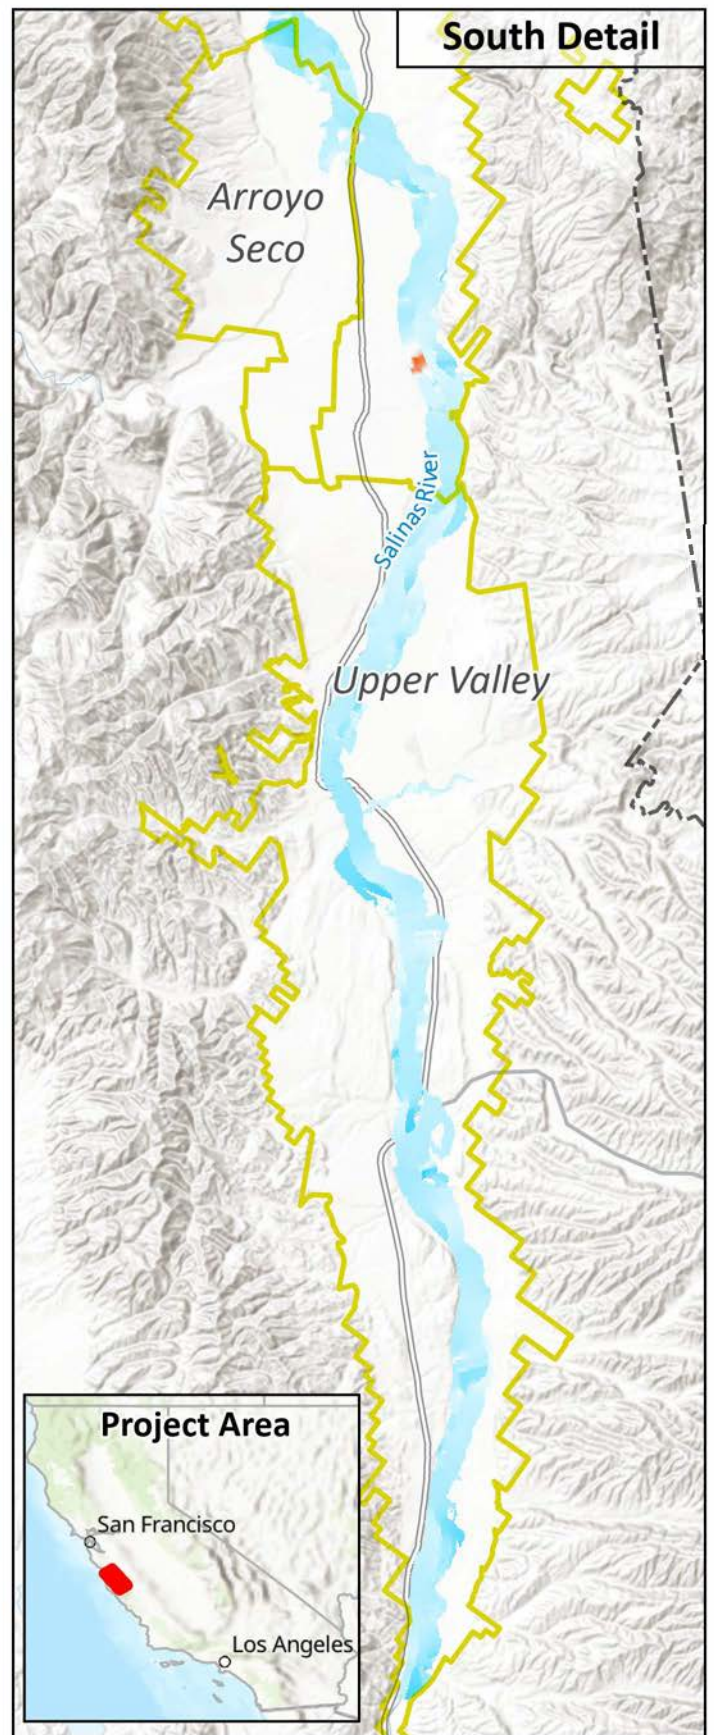 South Detail
Arroyo
Seco
Salinas River
Upper Valley
Project Area
San Francisco
Los Angeles